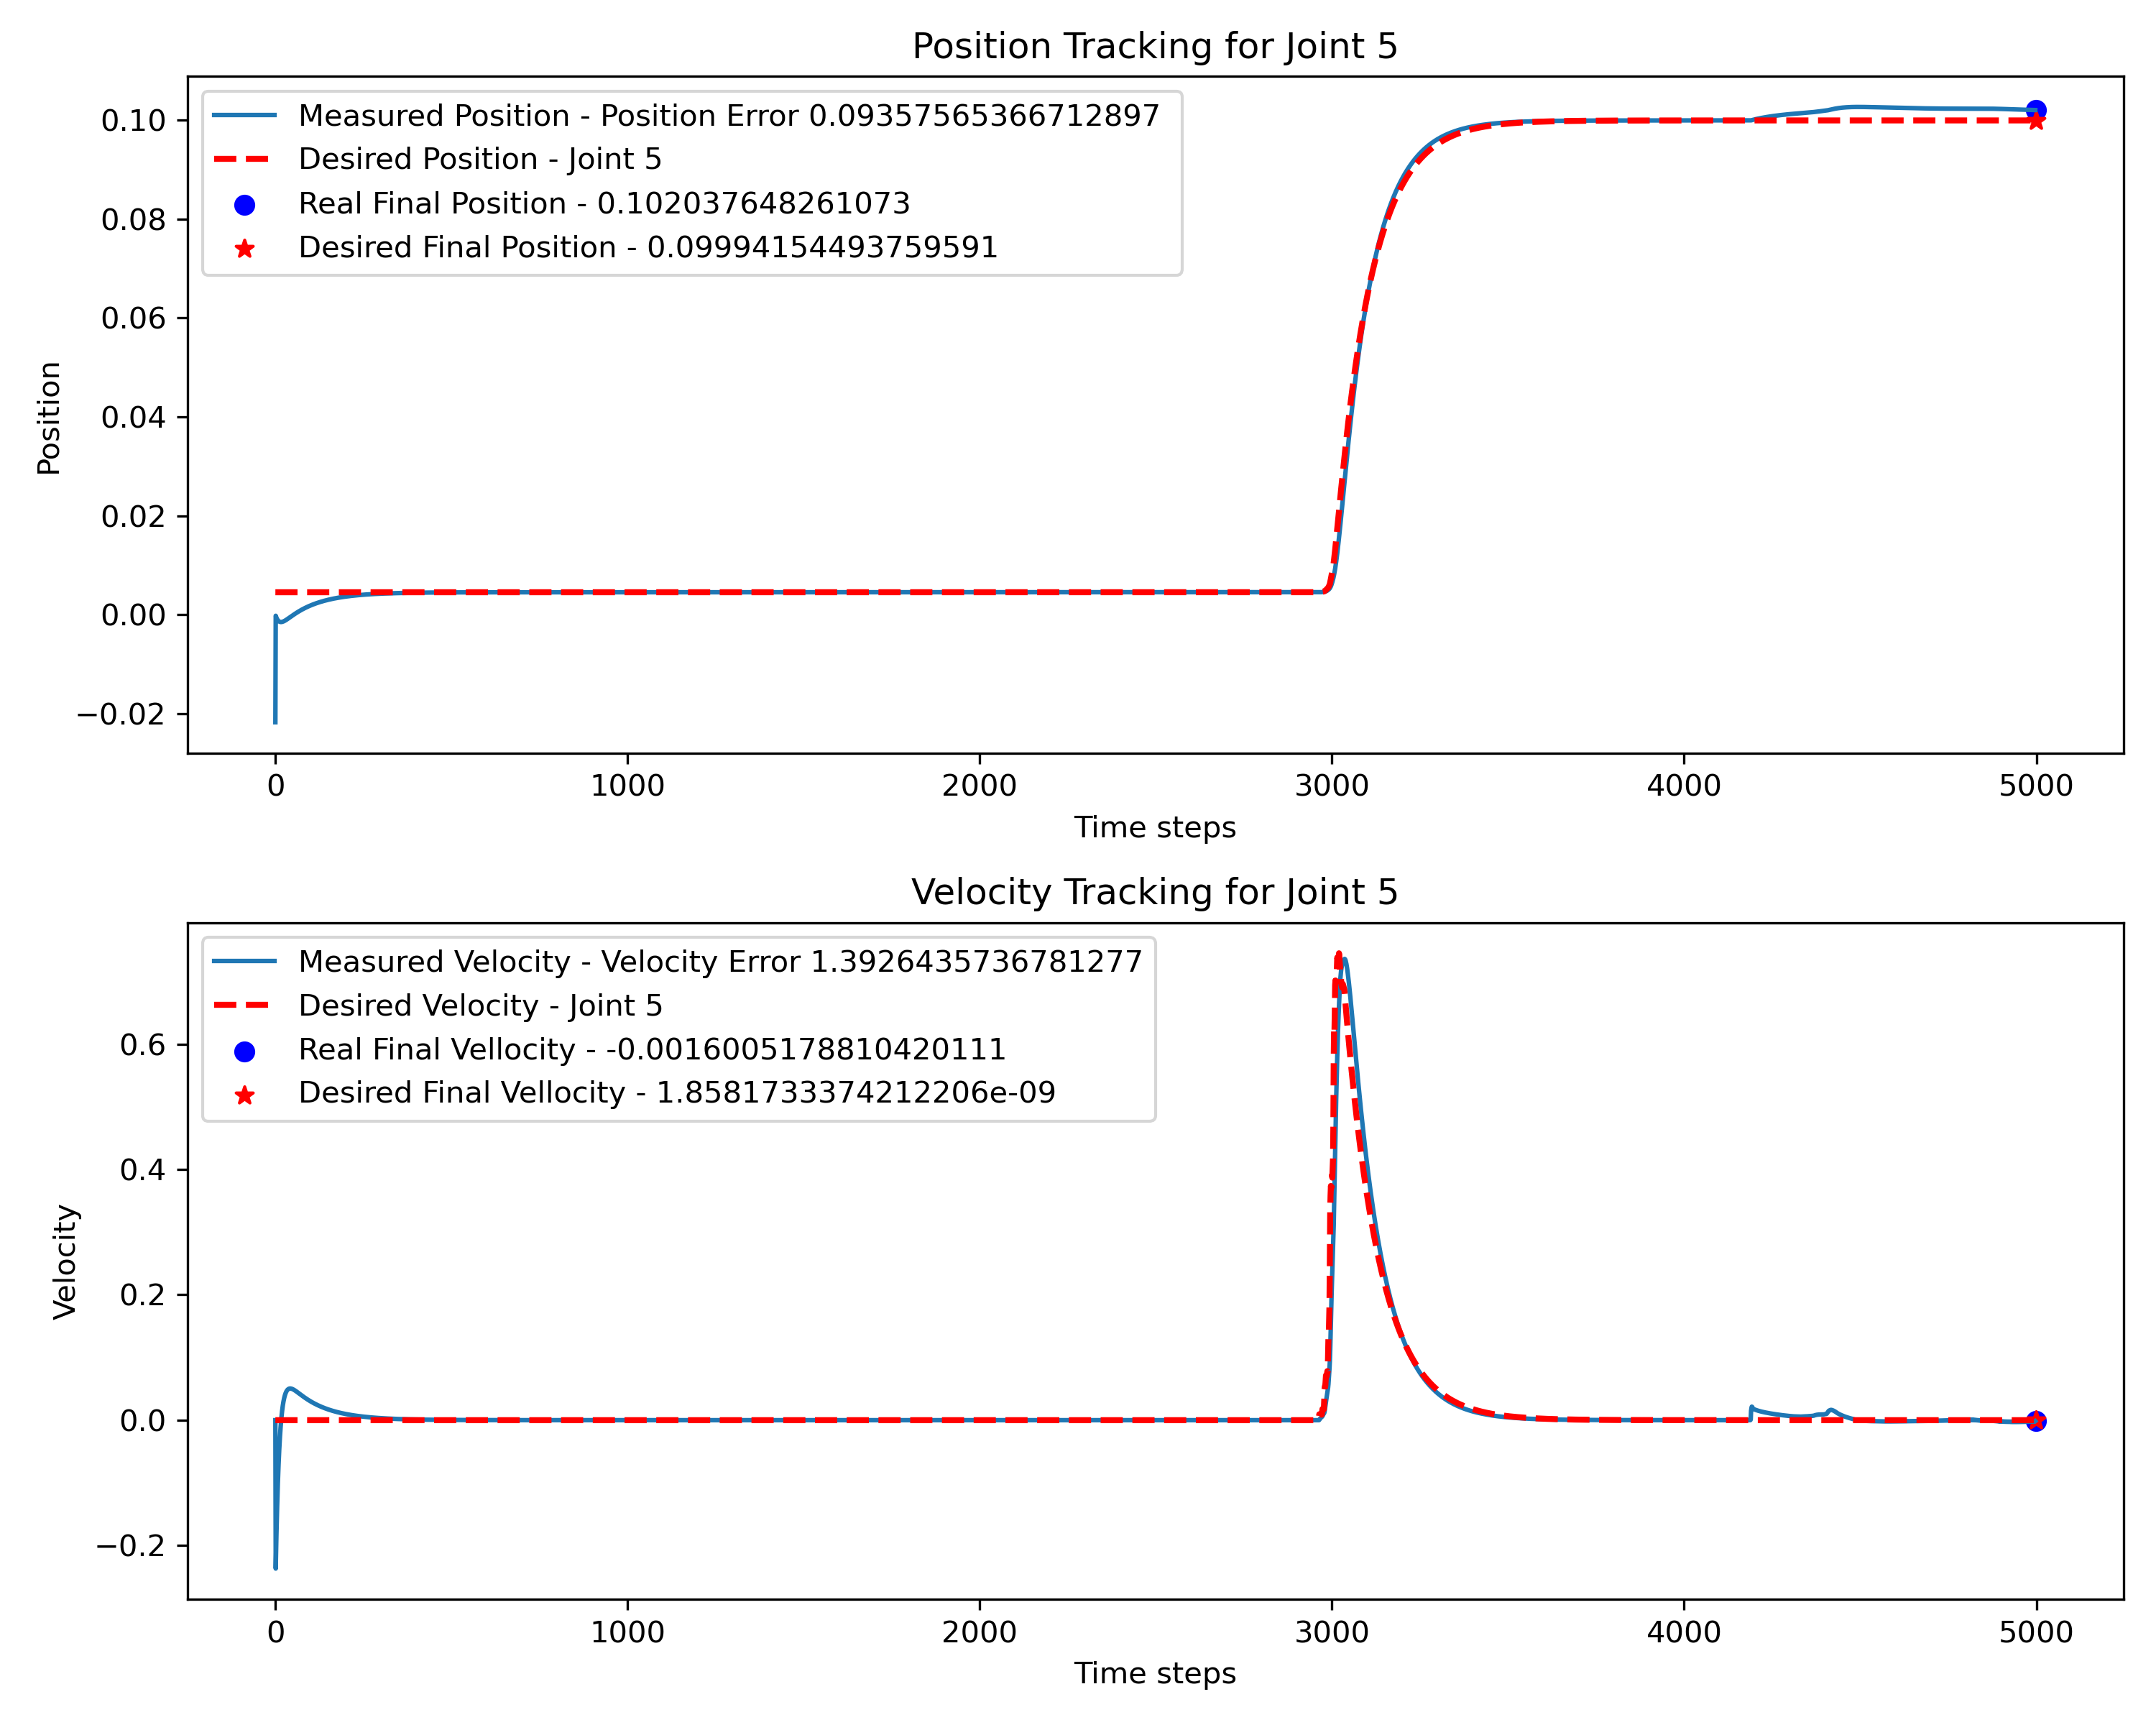 Position Tracking for Joint 5
Measured Position - Position Error 0.09357565366712897
Desired Position - Joint 5
Real Final Position - 0.102037648261073
Desired Final Position - 0.09994154493759591
Position
0.10
0.08
0.06
0.04
0.02
0.00
−0.02
0 1000 2000 3000 4000 5000
Time steps
Velocity Tracking for Joint 5
Measured Velocity - Velocity Error 1.3926435736781277
Desired Velocity - Joint 5
Real Final Vellocity - -0.0016005178810420111
Desired Final Vellocity - 1.8581733374212206e-09
Velocity
0.6
0.4
0.2
0.0
−0.2
0 1000 2000 3000 4000 5000
Time steps